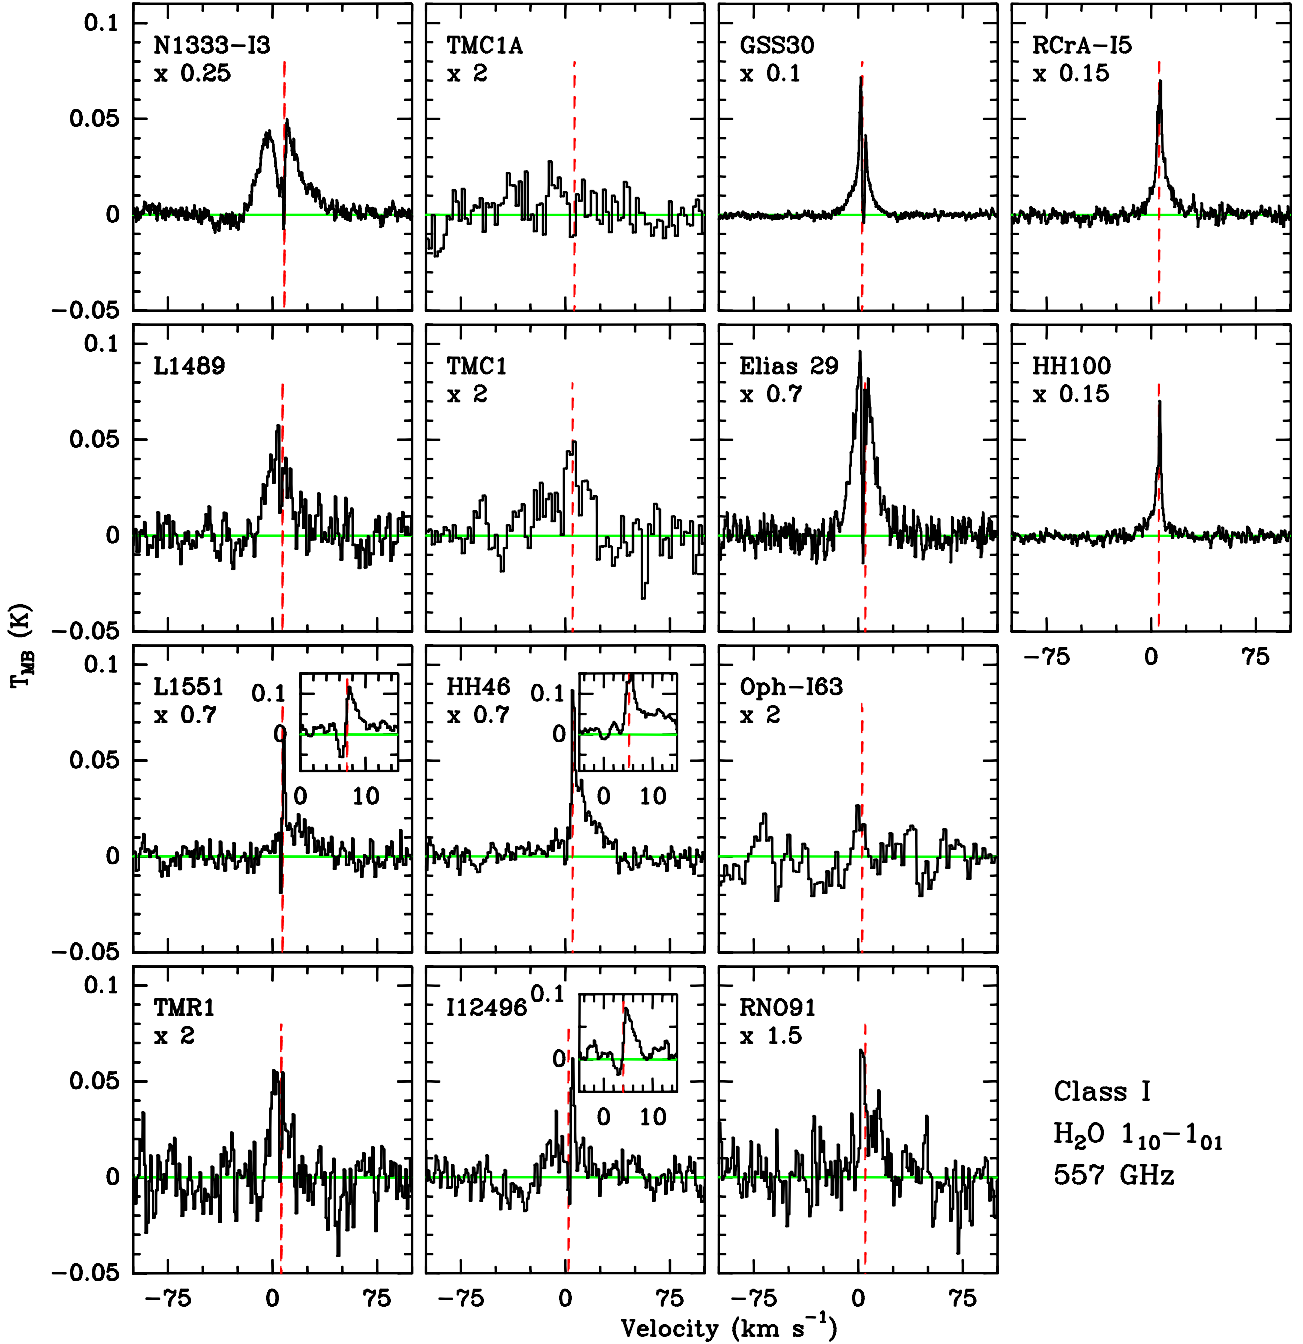 N1333-I3
x 0.25
TMC1A
x 2
GSS30
x 0.1
RCrA-I5
x 0.15
0.1
0.05
0
-0.05
L1489
TMC1
x 2
Elias 29
x 0.7
HH100
x 0.15
0.1
0.05
0
-0.05
-75 0 75
L1551
x 0.7
0.1
0
0 10
HH46
x 0.7
0.1
0
0 10
Oph-I63
x 2
0.1
0.05
0
-0.05
TMR1
x 2
I12496
0.1
0
0 10
RNO91
x 1.5
0.1
0.05
0
-0.05
-75 0 75
-75 0 75
-75 0 75
T_MB (K)
Velocity (km s⁻¹)
Class I
H₂O 1₁₀-1₀₁
557 GHz